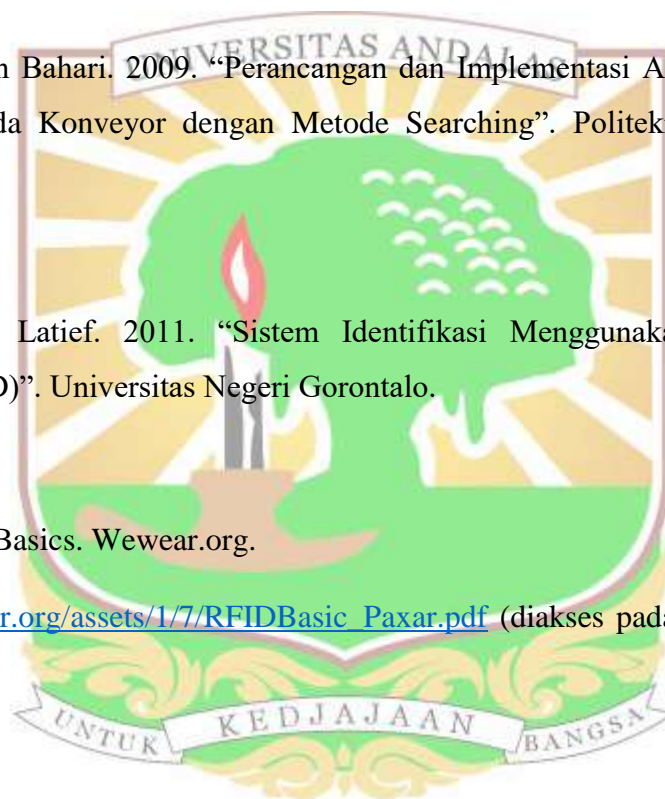 UNIVERSITAS ANDALAS
n Bahari. 2009. “Perancangan dan Implementasi A
da Konveyor dengan Metode Searching”. Politek
Latief. 2011. “Sistem Identifikasi Menggunaka
D)”. Universitas Negeri Gorontalo.
Basics. Wewear.org.
r.org/assets/1/7/RFIDBasic_Paxar.pdf (diakses pada
UNTUK KEDJAJAAN BANGSA